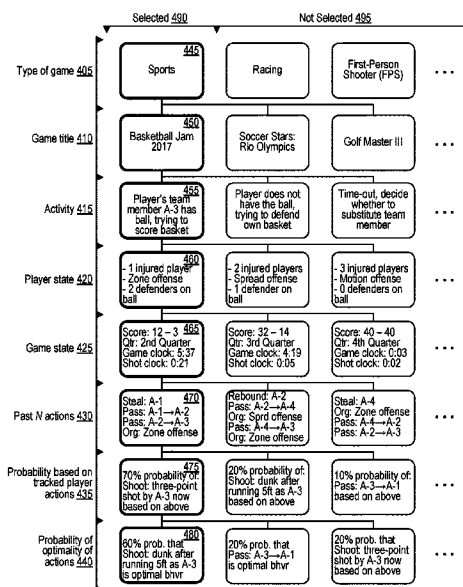 Selected 490
Not Selected 495
Type of game 405
445
Sports
Racing
First-Person
Shooter (FPS)
...
Game title 410
450
Basketball Jam
2017
Soccer Stars:
Rio Olympics
Golf Master III
...
Activity 415
455
Player's team
member A-3 has
ball, trying to
score basket
Player does not
have the ball,
trying to defend
own basket
Time-out, decide
whether to
substitute team
member
...
Player state 420
460
- 1 injured player
- Zone offense
- 2 defenders on
ball
- 2 injured players
- Spread offense
- 1 defender on
ball
- 3 injured players
- Motion offense
- 0 defenders on
ball
...
Game state 425
465
Score: 12 – 3
Qtr: 2nd Quarter
Game clock: 5:37
Shot clock: 0:21
Score: 32 – 14
Qtr: 3rd Quarter
Game clock: 4:19
Shot clock: 0:05
Score: 40 – 40
Qtr: 4th Quarter
Game clock: 0:03
Shot clock: 0:02
...
Past N actions 430
470
Steal: A-1
Pass: A-1→A-2
Pass: A-2→A-3
Org: Zone offense
Rebound: A-2
Pass: A-2→A-4
Org: Sprd offense
Pass: A-4→A-3
Org: Zone offense
Steal: A-4
Org: Zone offense
Pass: A-4→A-2
Pass: A-2→A-3
...
Probability based on
tracked player
actions
435
475
70% probability of:
Shoot: three-point
shot by A-3 now
based on above
20% probability of:
Shoot: dunk after
running 5ft as A-3
based on above
10% probability of:
Pass: A-3→A-1
based on above
...
Probability of
optimality of
actions 440
480
60% prob. that
Shoot: dunk after
running 5ft as A-3
is optimal bhvr
20% prob. that
Pass: A-3→A-1
is optimal bhvr
20% prob. that
Shoot: three-point
shot by A-3 now
is optimal bhvr
...